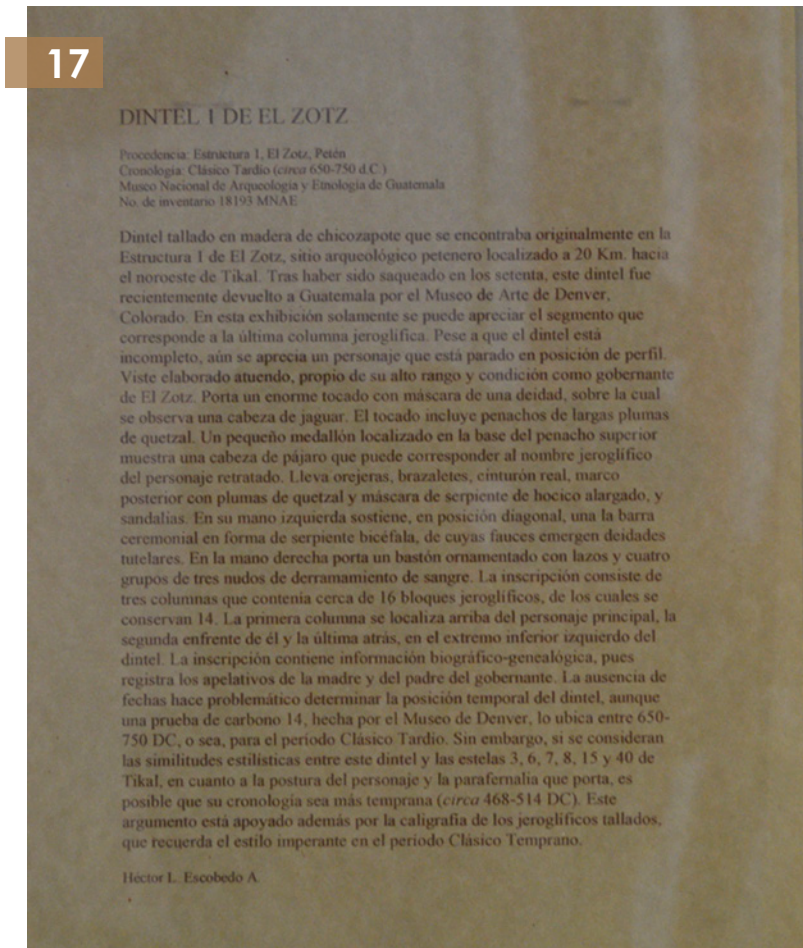 17
DINTEL 1 DE EL ZOTZ
Procedencia: Estructura 1, El Zotz, Petén
Cronología: Clásico Tardío (circa 650-750 d.C.)
Museo Nacional de Arqueología y Etnología de Guatemala
No. de inventario 18193 MNAE
Dintel tallado en madera de chicozapote que se encontraba originalmente en la
Estructura 1 de El Zotz, sitio arqueológico petenero localizado a 20 Km. hacia
el noroeste de Tikal. Tras haber sido saqueado en los setenta, este dintel fue
recientemente devuelto a Guatemala por el Museo de Arte de Denver,
Colorado. En esta exhibición solamente se puede apreciar el segmento que
corresponde a la última columna jeroglífica. Pese a que el dintel está
incompleto, aún se aprecia un personaje que está parado en posición de perfil.
Viste elaborado atuendo, propio de su alto rango y condición como gobernante
de El Zotz. Porta un enorme tocado con máscara de una deidad, sobre la cual
se observa una cabeza de jaguar. El tocado incluye penachos de largas plumas
de quetzal. Un pequeño medallón localizado en la base del penacho superior
muestra una cabeza de pájaro que puede corresponder al nombre jeroglífico
del personaje retratado. Lleva orejeras, brazaletes, cinturón real, marco
posterior con plumas de quetzal y máscara de serpiente de hocico alargado, y
sandalias. En su mano izquierda sostiene, en posición diagonal, una la barra
ceremonial en forma de serpiente bicéfala, de cuyas fauces emergen deidades
tutelares. En la mano derecha porta un bastón ornamentado con lazos y cuatro
grupos de tres nudos de derramamiento de sangre. La inscripción consiste de
tres columnas que contenía cerca de 16 bloques jeroglíficos, de los cuales se
conservan 14. La primera columna se localiza arriba del personaje principal, la
segunda enfrente de él y la última atrás, en el extremo inferior izquierdo del
dintel. La inscripción contiene información biográfico-genealógica, pues
registra los apelativos de la madre y del padre del gobernante. La ausencia de
fechas hace problemático determinar la posición temporal del dintel, aunque
una prueba de carbono 14, hecha por el Museo de Denver, lo ubica entre 650-
750 DC, o sea, para el período Clásico Tardío. Sin embargo, si se consideran
las similitudes estilísticas entre este dintel y las estelas 3, 6, 7, 8, 15 y 40 de
Tikal, en cuanto a la postura del personaje y la parafernalia que porta, es
posible que su cronología sea más temprana (circa 468-514 DC). Este
argumento está apoyado además por la caligrafía de los jeroglíficos tallados,
que recuerda el estilo imperante en el período Clásico Temprano.
Héctor L. Escobedo A.